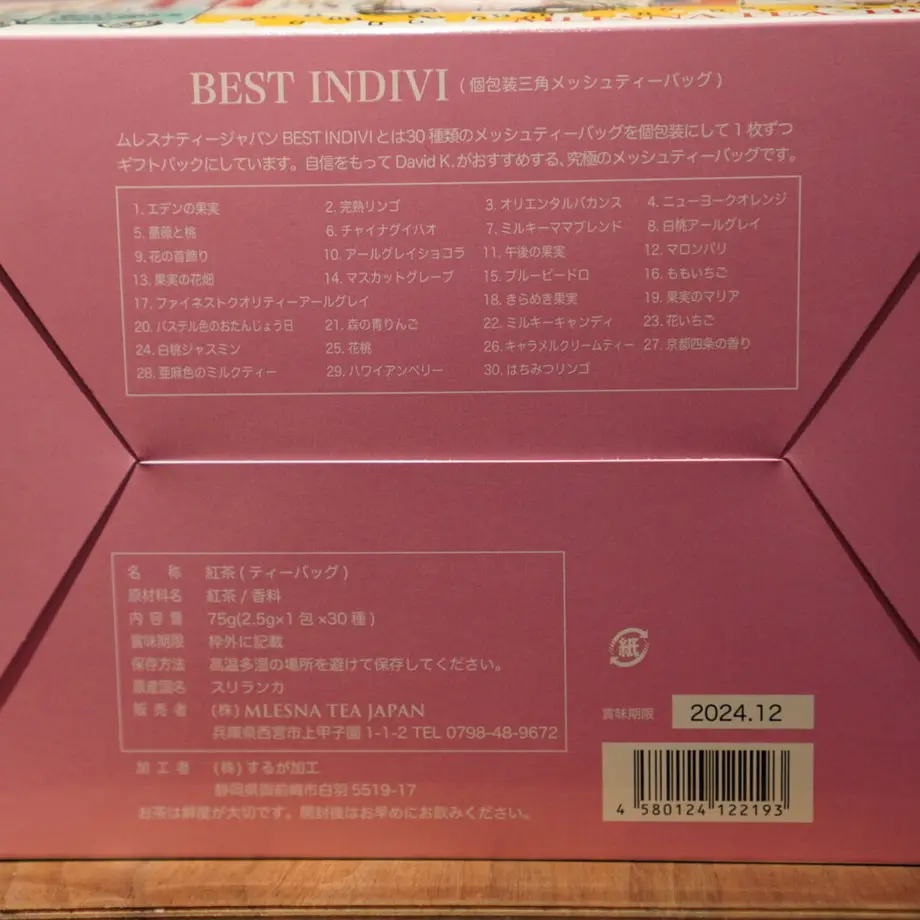 BEST INDIVI (個包装三角メッシュティーバッグ)
ムレスナティージャパン BEST INDIVI とは30種類のメッシュティーバッグを個包装にして1枚ずつ
ギフトパックにしています。自信をもって David K.がおすすめする、究極のメッシュティーバッグです。
1. エデンの果実 2. 完熟リンゴ 3. オリエンタルバカンス 4. ニューヨークオレンジ
5. 薔薇と桃 6. チャイナグイハオ 7. ミルキーママブレンド 8. 白桃アールグレイ
9. 花の首飾り 10. アールグレイショコラ 11. 午後の果実 12. マロンパリ
13. 果実の花畑 14. マスカットグレープ 15. ブルーピードロ 16. ももいちご
17. ファイネストクオリティーアールグレイ 18. きらめき果実 19. 果実のマリア
20. パステル色のおたんじょう日 21. 森の青りんご 22. ミルキーキャンディ 23. 花いちご
24. 白桃ジャスミン 25. 花桃 26. キャラメルクリームティー 27. 京都四条の香り
28. 亜麻色のミルクティー 29. ハワイアンベリー 30. はちみつリンゴ
名称 紅茶(ティーバッグ)
原材料名 紅茶/香料
内容量 75g(2.5g×1包×30種)
賞味期限 枠外に記載
保存方法 高温多湿の場所を避けて保存してください。
原産国名 スリランカ
販売者 (株) MLESNA TEA JAPAN
兵庫県西宮市上甲子園 1-1-2 TEL 0798-48-9672
加工者 (株)するが加工
静岡県御前崎市白羽 5519-17
お茶は鮮度が大切です。開封後はお早めにお飲みください。
紙
賞味期限 2024.12
4 580124 122193